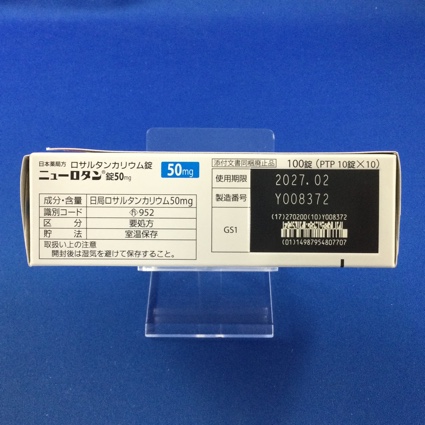 日本薬局方 ロサルタンカリウム錠
ニューロタン®錠50mg
50mg
成分・含量 日局ロサルタンカリウム50mg
識別コード ㊐952
区分 要処方
貯法 室温保存
取扱い上の注意
開封後は湿気を避けて保存すること。
添付文書同梱廃止品
100錠 (PTP 10錠×10)
使用期限 2027.02
製造番号 Y008372
GS1
(17)270200(10)Y008372
(01)14987954807707